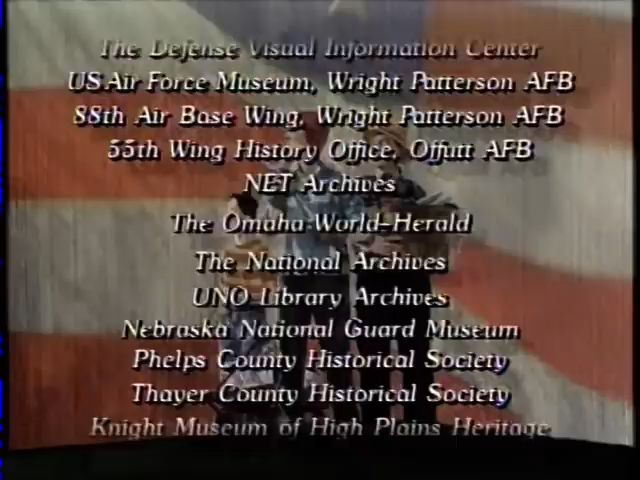 The Defense Visual Information Center
US Air Force Museum, Wright Patterson AFB
88th Air Base Wing, Wright Patterson AFB
55th Wing History Office, Offutt AFB
NET Archives
The Omaha World-Herald
The National Archives
UNO Library Archives
Nebraska National Guard Museum
Phelps County Historical Society
Thayer County Historical Society
Knight Museum of High Plains Heritage